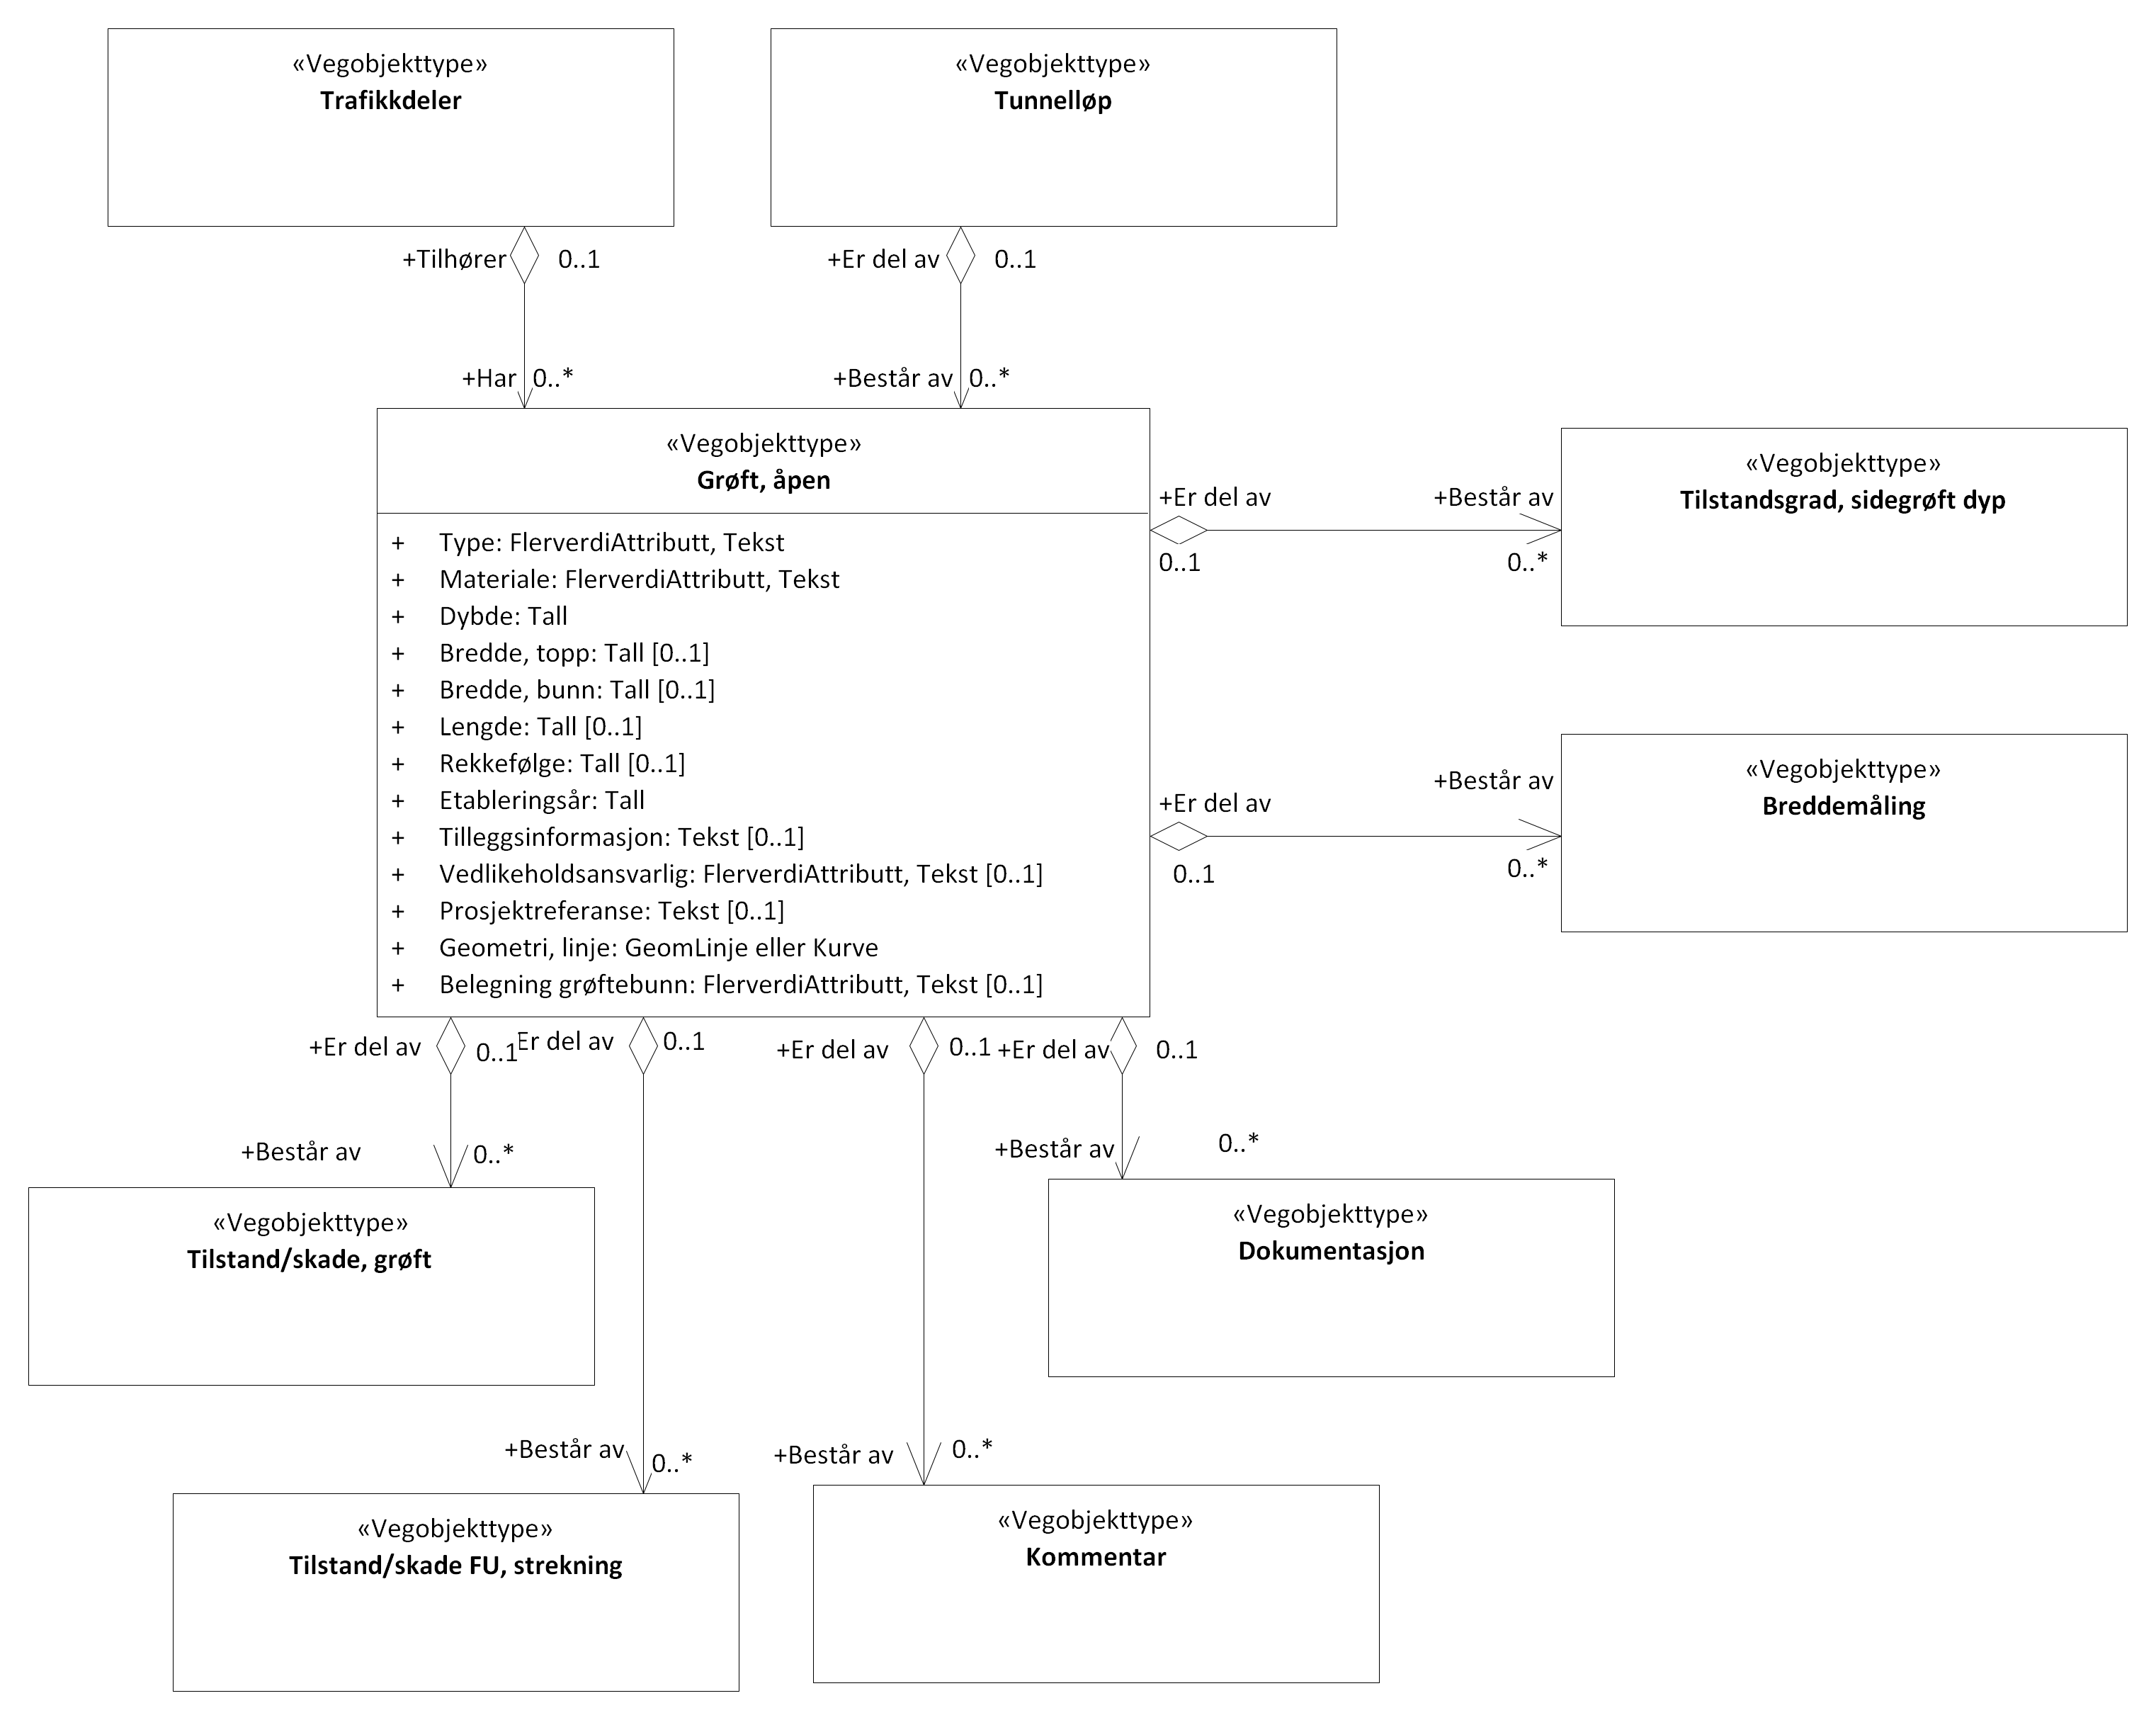 «Vegobjekttype»
Trafikkdeler
«Vegobjekttype»
Tunnelløp
+Tilhører 0..1
+Er del av 0..1
+Har 0..*
+Består av 0..*
«Vegobjekttype»
Grøft, åpen
+ Type: FlerverdiAttributt, Tekst
+ Materiale: FlerverdiAttributt, Tekst
+ Dybde: Tall
+ Bredde, topp: Tall [0..1]
+ Bredde, bunn: Tall [0..1]
+ Lengde: Tall [0..1]
+ Rekkefølge: Tall [0..1]
+ Etableringsår: Tall
+ Tilleggsinformasjon: Tekst [0..1]
+ Vedlikeholdsansvarlig: FlerverdiAttributt, Tekst [0..1]
+ Prosjektreferanse: Tekst [0..1]
+ Geometri, linje: GeomLinje eller Kurve
+ Belegning grøftebunn: FlerverdiAttributt, Tekst [0..1]
+Er del av
0..1
+Består av
0..*
«Vegobjekttype»
Tilstandsgrad, sidegrøft dyp
+Er del av
0..1
+Består av
0..*
«Vegobjekttype»
Breddemåling
+Er del av 0..1
Er del av 0..1
+Er del av 0..1
+Er del av 0..1
+Består av 0..*
+Består av 0..*
«Vegobjekttype»
Tilstand/skade, grøft
«Vegobjekttype»
Dokumentasjon
+Består av 0..*
+Består av 0..*
«Vegobjekttype»
Tilstand/skade FU, strekning
«Vegobjekttype»
Kommentar